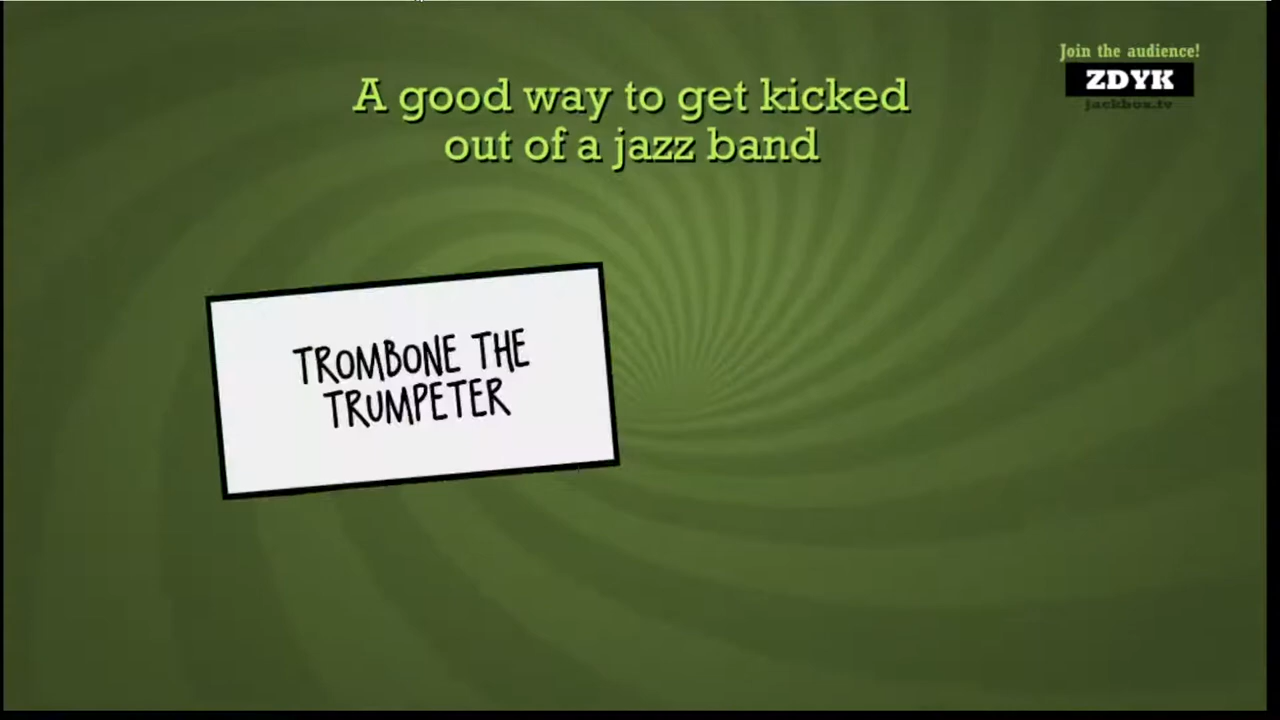 Join the audience!
ZDYK
jackbox.tv
A good way to get kicked
out of a jazz band
TROMBONE THE
TRUMPETER